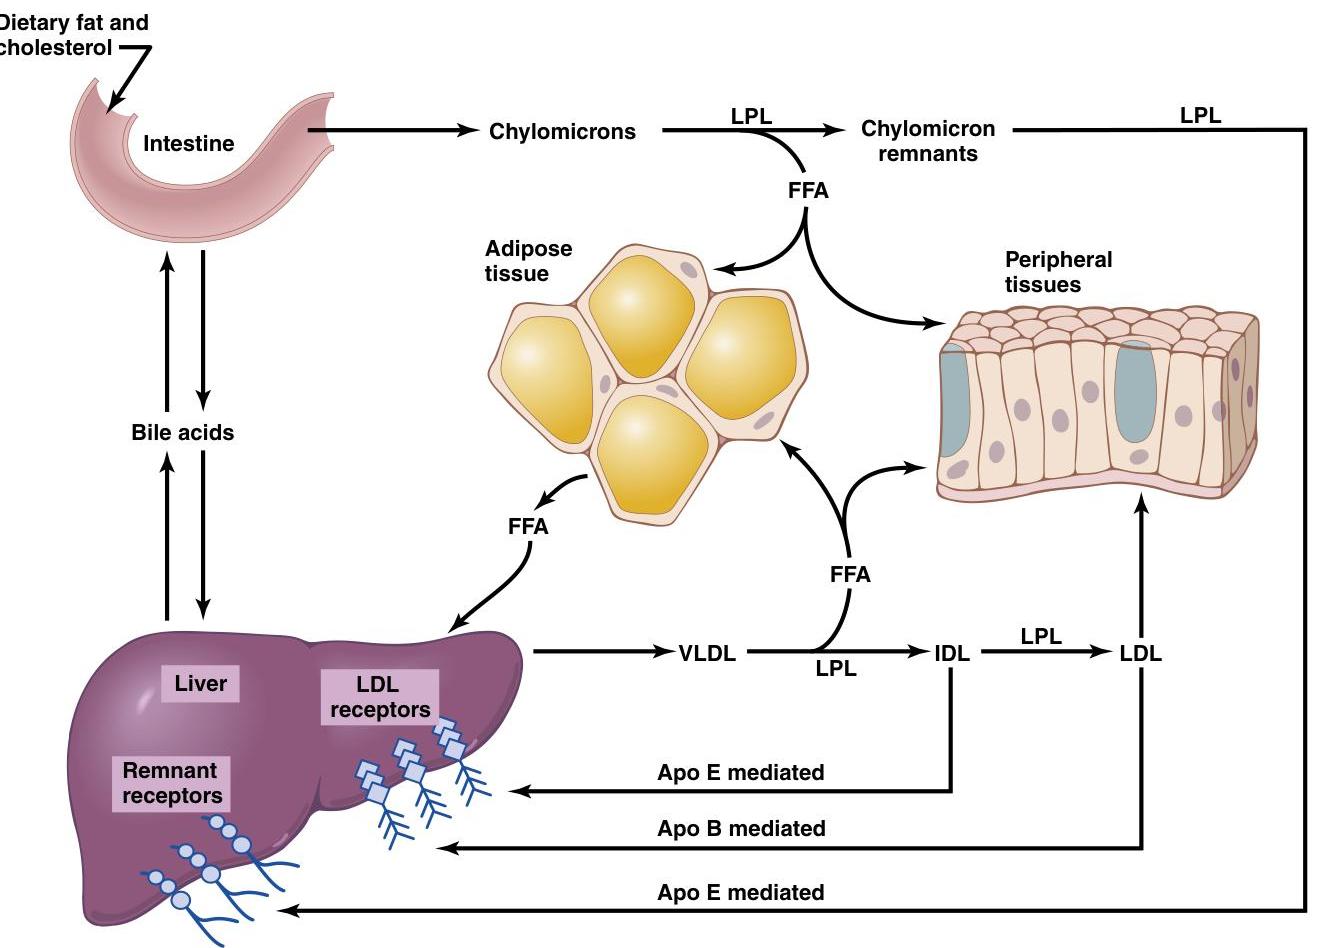 Dietary fat and
cholesterol
Intestine
Chylomicrons
LPL
Chylomicron
remnants
LPL
FFA
Adipose
tissue
Peripheral
tissues
Bile acids
FFA
FFA
VLDL
LPL
IDL
LPL
LDL
Liver
LDL
receptors
Remnant
receptors
Apo E mediated
Apo B mediated
Apo E mediated